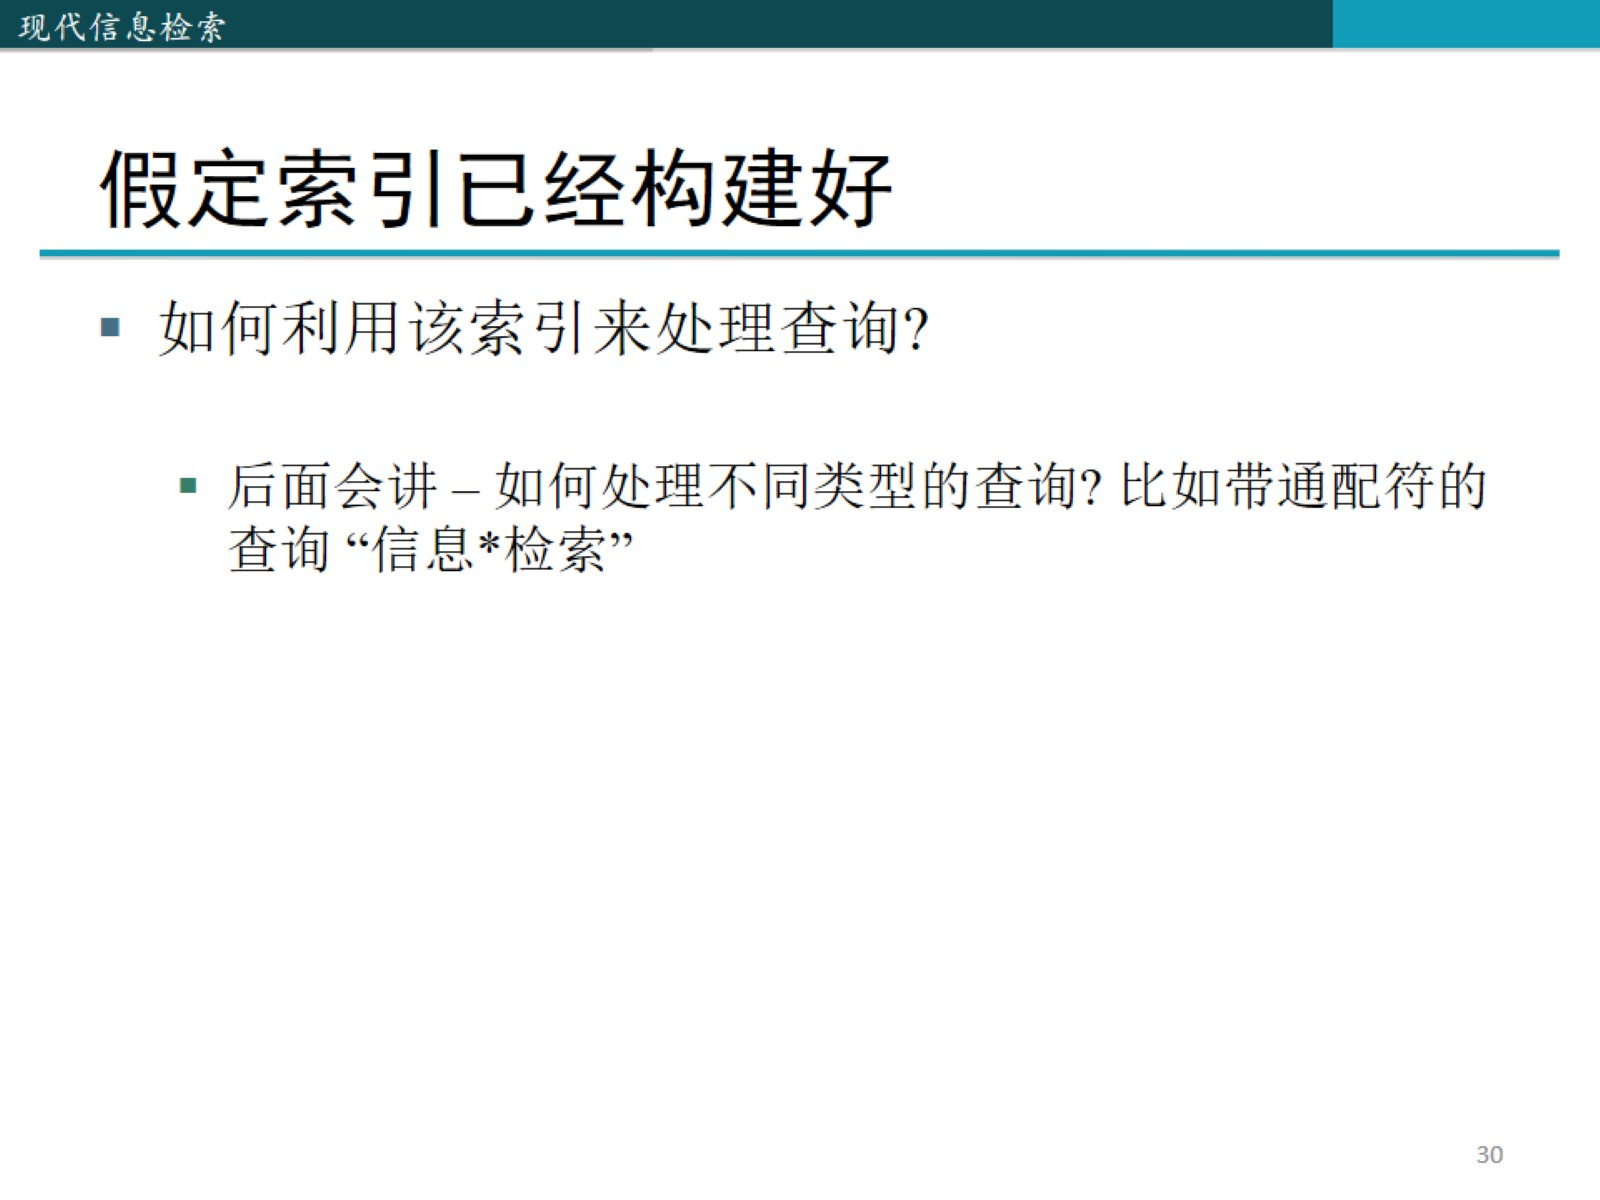 现代信息检索
假定索引已经构建好
如何利用该索引来处理查询?
后面会讲 – 如何处理不同类型的查询? 比如带通配符的
查询 “信息*检索”
30